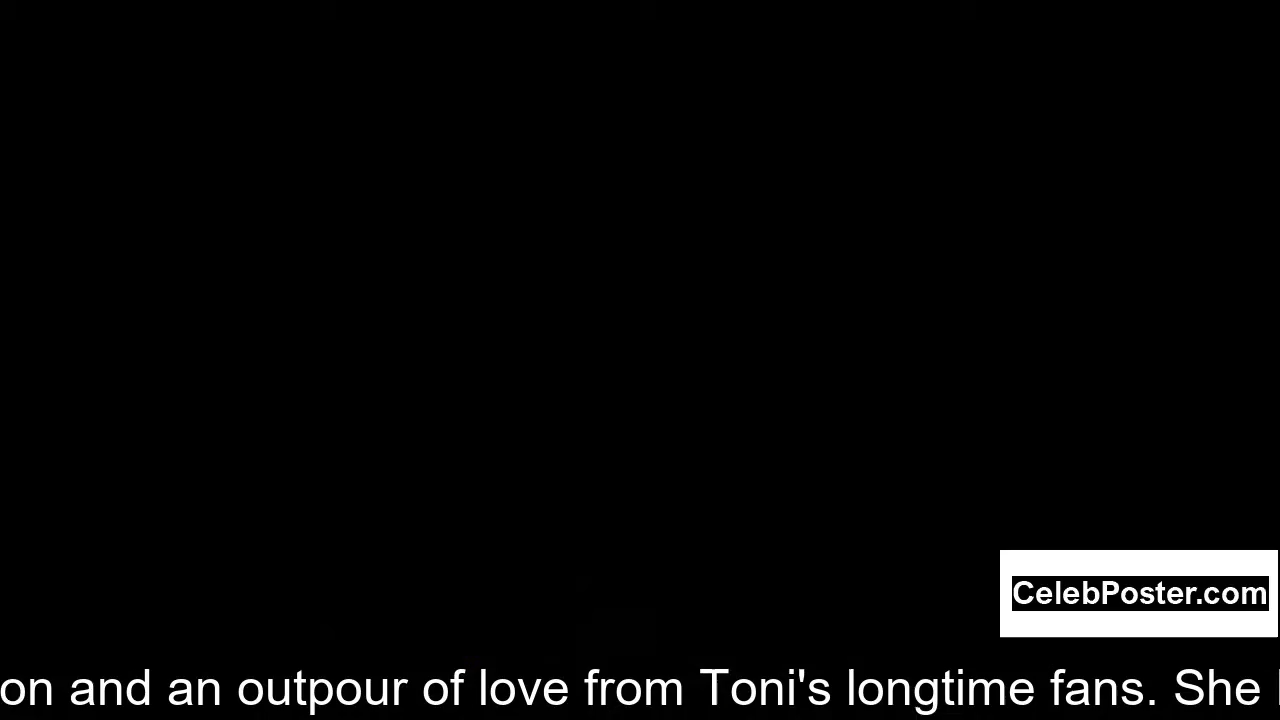 CelebPoster.com
on and an outpour of love from Toni's longtime fans. She